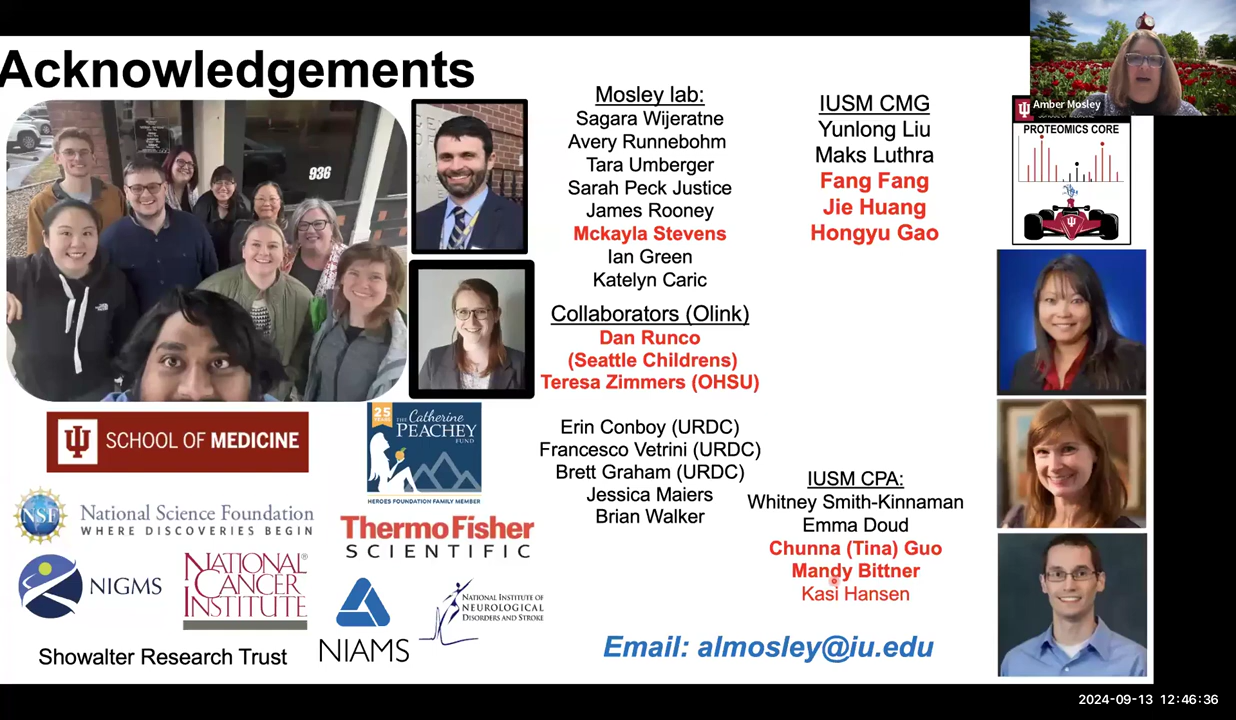 Acknowledgements
936
Mosley lab:
Sagara Wijeratne
Avery Runnebohm
Tara Umberger
Sarah Peck Justice
James Rooney
Mckayla Stevens
Ian Green
Katelyn Caric
Collaborators (Olink)
Dan Runco
(Seattle Childrens)
Teresa Zimmers (OHSU)
Erin Conboy (URDC)
Francesco Vetrini (URDC)
Brett Graham (URDC)
Jessica Maiers
Brian Walker
IUSM CMG
Yunlong Liu
Maks Luthra
Fang Fang
Jie Huang
Hongyu Gao
IUSM CPA:
Whitney Smith-Kinnaman
Emma Doud
Chunna (Tina) Guo
Mandy Bittner
Kasi Hansen
Email: almosley@iu.edu
Amber Mosley
SCHOOL OF MEDICINE
PROTEOMICS CORE
SCHOOL OF MEDICINE
25
YEARS
THE Catherine
PEACHEY
FUND
HEROES FOUNDATION FAMILY MEMBER
NSF
National Science Foundation
WHERE DISCOVERIES BEGIN
ThermoFisher
SCIENTIFIC
NIGMS
NATIONAL
CANCER
INSTITUTE®
NIAMS
NATIONAL INSTITUTE OF
NEUROLOGICAL
DISORDERS AND STROKE
Showalter Research Trust
2024-09-13 12:46:36